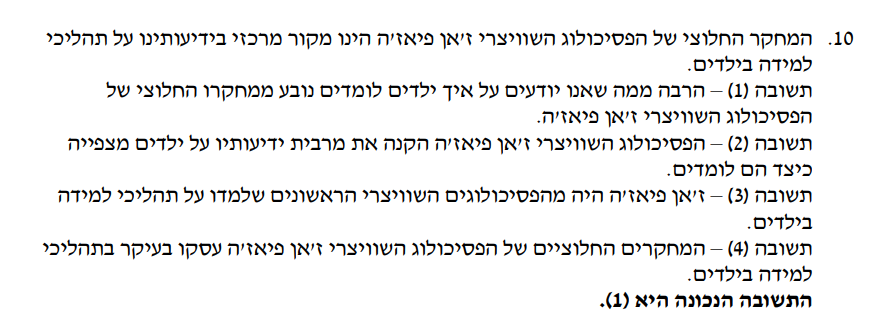 10. המחקר החלוצי של הפסיכולוג השוויצרי ז'אן פיאז'ה הינו מקור מרכזי בידיעותינו על תהליכי
למידה בילדים.
תשובה (1) – הרבה ממה שאנו יודעים על איך ילדים לומדים נובע ממחקרו החלוצי של
הפסיכולוג השוויצרי ז'אן פיאז'ה.
תשובה (2) – הפסיכולוג השוויצרי ז'אן פיאז'ה הקנה את מרבית ידיעותיו על ילדים מצפייה
כיצד הם לומדים.
תשובה (3) – ז'אן פיאז'ה היה מהפסיכולוגים השוויצרי הראשונים שלמדו על תהליכי למידה
בילדים.
תשובה (4) – המחקרים החלוציים של הפסיכולוג השוויצרי ז'אן פיאז'ה עסקו בעיקר בתהליכי
למידה בילדים.
התשובה הנכונה היא (1).